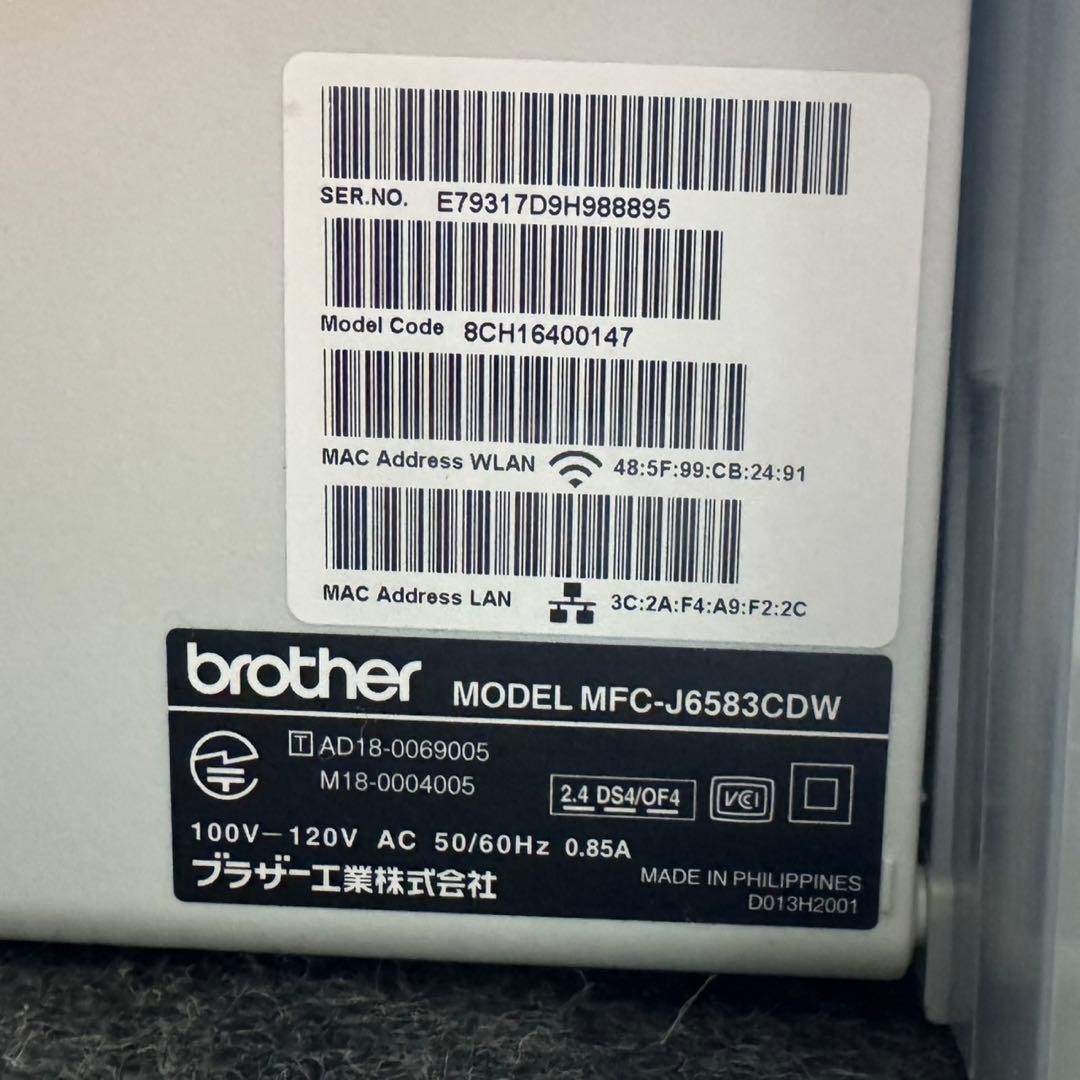 SER.NO. E79317D9H988895
Model Code 8CH16400147
MAC Address WLAN 48:5F:99:CB:24:91
MAC Address LAN 3C:2A:F4:A9:F2:2C
brother MODEL MFC-J6583CDW
T AD18-0069005
M18-0004005
2.4 DS4/OF4 VCI
100V-120V AC 50/60Hz 0.85A
ブラザー工業株式会社 MADE IN PHILIPPINES
D013H2001